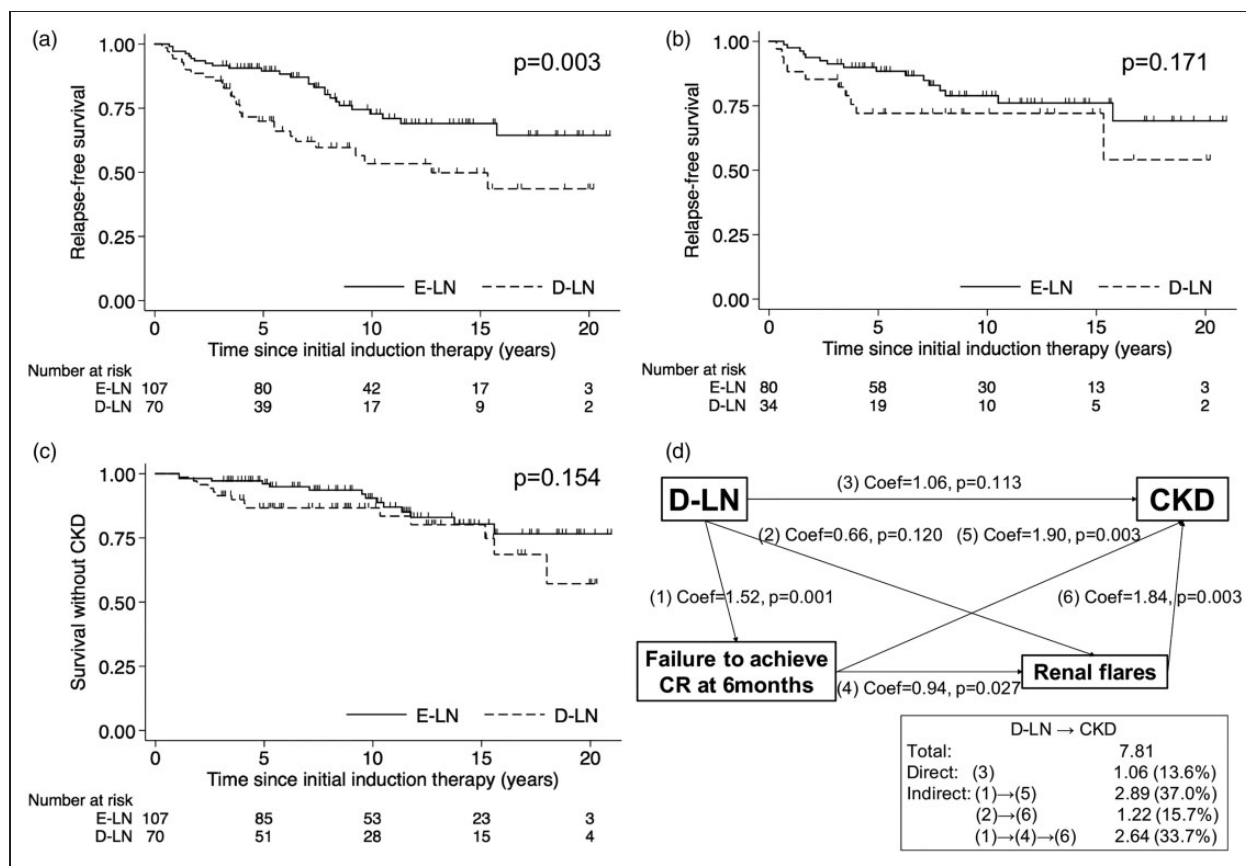 (a)
1.00
0.75
0.50
0.25
0.00
Relapse-free survival
p=0.003
E-LN D-LN
0 5 10 15 20
Time since initial induction therapy (years)
Number at risk
E-LN 107 80 42 17 3
D-LN 70 39 17 9 2
(b)
1.00
0.75
0.50
0.25
0.00
Relapse-free survival
p=0.171
E-LN D-LN
0 5 10 15 20
Time since initial induction therapy (years)
Number at risk
E-LN 80 58 30 13 3
D-LN 34 19 10 5 2
(c)
1.00
0.75
0.50
0.25
0.00
Survival without CKD
p=0.154
E-LN D-LN
0 5 10 15 20
Time since initial induction therapy (years)
Number at risk
E-LN 107 85 53 23 3
D-LN 70 51 28 15 4
(d)
D-LN
(3) Coef=1.06, p=0.113
CKD
(2) Coef=0.66, p=0.120
(5) Coef=1.90, p=0.003
(1) Coef=1.52, p=0.001
(6) Coef=1.84, p=0.003
Failure to achieve
CR at 6months
(4) Coef=0.94, p=0.027
Renal flares
D-LN → CKD
Total: 7.81
Direct: (3) 1.06 (13.6%)
Indirect: (1)→(5) 2.89 (37.0%)
(2)→(6) 1.22 (15.7%)
(1)→(4)→(6) 2.64 (33.7%)